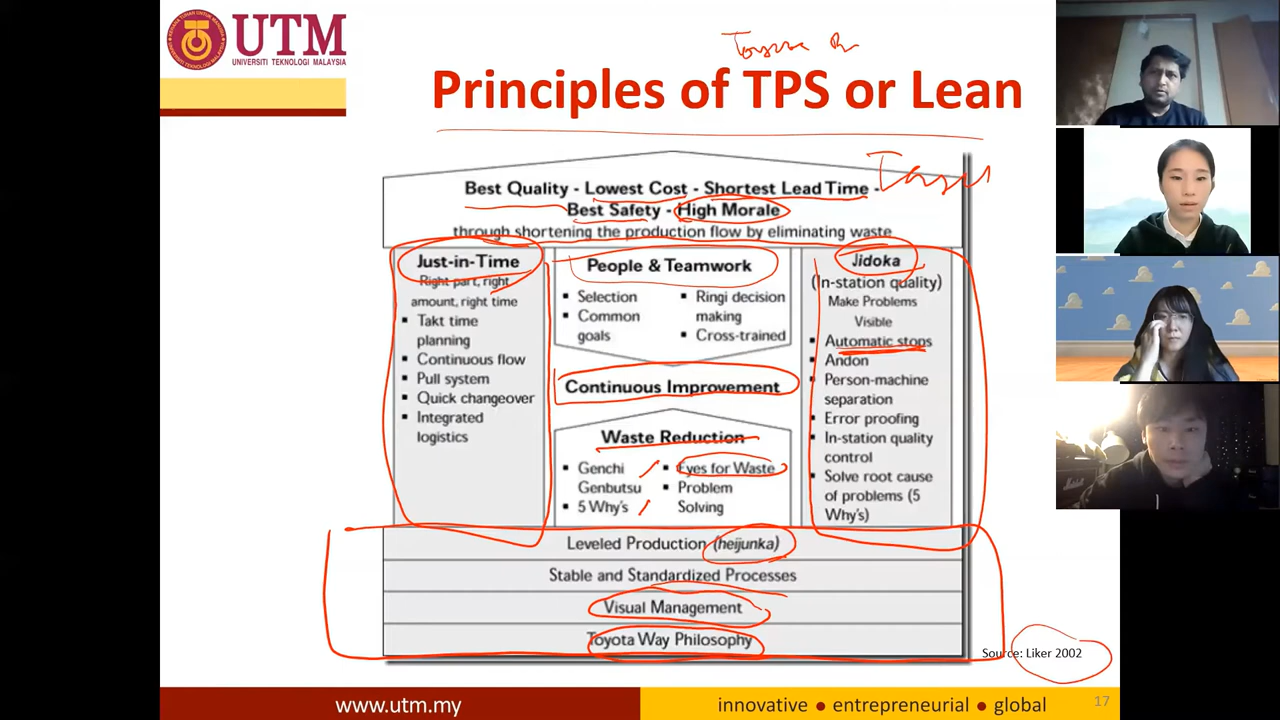 UTM
UNIVERSITI TEKNOLOGI MALAYSIA
Principles of TPS or Lean
Best Quality - Lowest Cost - Shortest Lead Time -
Best Safety - High Morale
through shortening the production flow by eliminating waste
Just-in-Time
Right part, right
amount, right time
▪ Takt time
planning
▪ Continuous flow
▪ Pull system
▪ Quick changeover
▪ Integrated
logistics
People & Teamwork
▪ Selection
▪ Common
goals
▪ Ringi decision
making
▪ Cross-trained
Continuous Improvement
Waste Reduction
▪ Genchi
Genbutsu
▪ 5 Why's
▪ Eyes for Waste
▪ Problem
Solving
Jidoka
(In-station quality)
Make Problems
Visible
▪ Automatic stops
▪ Andon
▪ Person-machine
separation
▪ Error proofing
▪ In-station quality
control
▪ Solve root cause
of problems (5
Why's)
Leveled Production (heijunka)
Stable and Standardized Processes
Visual Management
Toyota Way Philosophy
Source: Liker 2002
www.utm.my
innovative ● entrepreneurial ● global
17